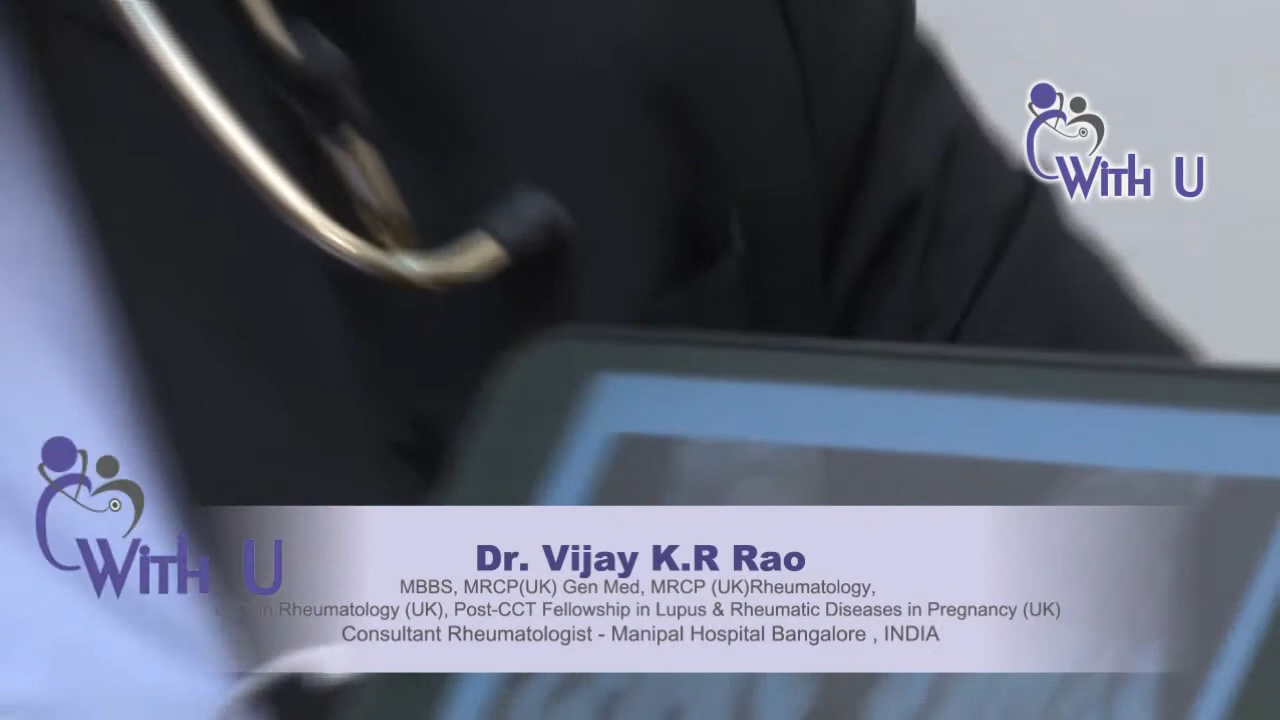 With U
With U
Dr. Vijay K.R Rao
MBBS, MRCP(UK) Gen Med, MRCP (UK)Rheumatology,
in Rheumatology (UK), Post-CCT Fellowship in Lupus & Rheumatic Diseases in Pregnancy (UK)
Consultant Rheumatologist - Manipal Hospital Bangalore , INDIA